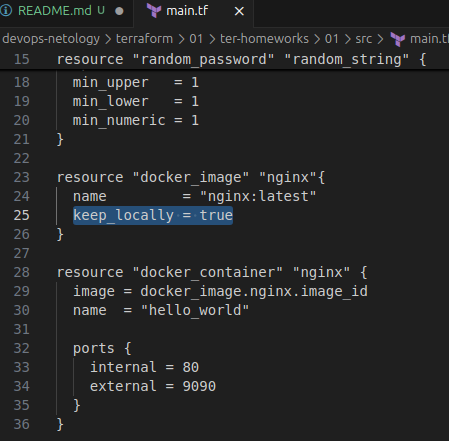 README.md
main.tf
devops-netology > terraform > 01 > ter-homeworks > 01 > src > main.tf
15 resource "random_password" "random_string" {
18   min_upper   = 1
19   min_lower   = 1
20   min_numeric = 1
21 }
22
23 resource "docker_image" "nginx"{
24   name         = "nginx:latest"
25   keep_locally = true
26 }
27
28 resource "docker_container" "nginx" {
29   image = docker_image.nginx.image_id
30   name  = "hello_world"
31
32   ports {
33     internal = 80
34     external = 9090
35   }
36 }